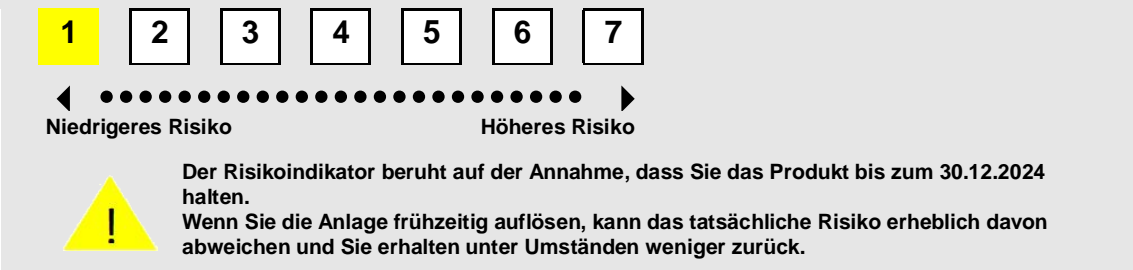 1 2 3 4 5 6 7
Niedrigeres Risiko Höheres Risiko
Der Risikoindikator beruht auf der Annahme, dass Sie das Produkt bis zum 30.12.2024
halten.
Wenn Sie die Anlage frühzeitig auflösen, kann das tatsächliche Risiko erheblich davon
abweichen und Sie erhalten unter Umständen weniger zurück.
!